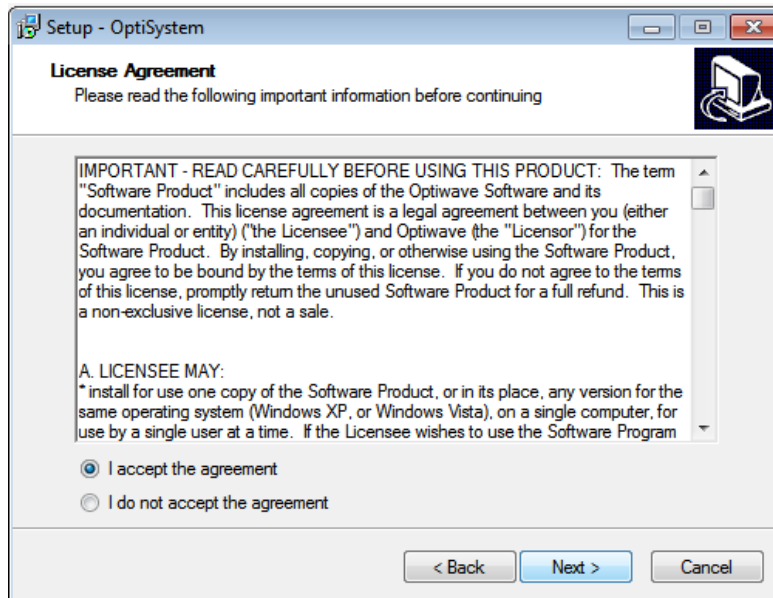 Setup - OptiSystem
License Agreement
Please read the following important information before continuing
IMPORTANT - READ CAREFULLY BEFORE USING THIS PRODUCT:  The term
"Software Product" includes all copies of the Optiwave Software and its
documentation.  This license agreement is a legal agreement between you (either
an individual or entity) ("the Licensee") and Optiwave (the "Licensor") for the
Software Product.  By installing, copying, or otherwise using the Software Product,
you agree to be bound by the terms of this license.  If you do not agree to the terms
of this license, promptly return the unused Software Product for a full refund.  This is
a non-exclusive license, not a sale.
A. LICENSEE MAY:
* install for use one copy of the Software Product, or in its place, any version for the
same operating system (Windows XP, or Windows Vista), on a single computer, for
use by a single user at a time.  If the Licensee wishes to use the Software Program
I accept the agreement
I do not accept the agreement
< Back
Next >
Cancel